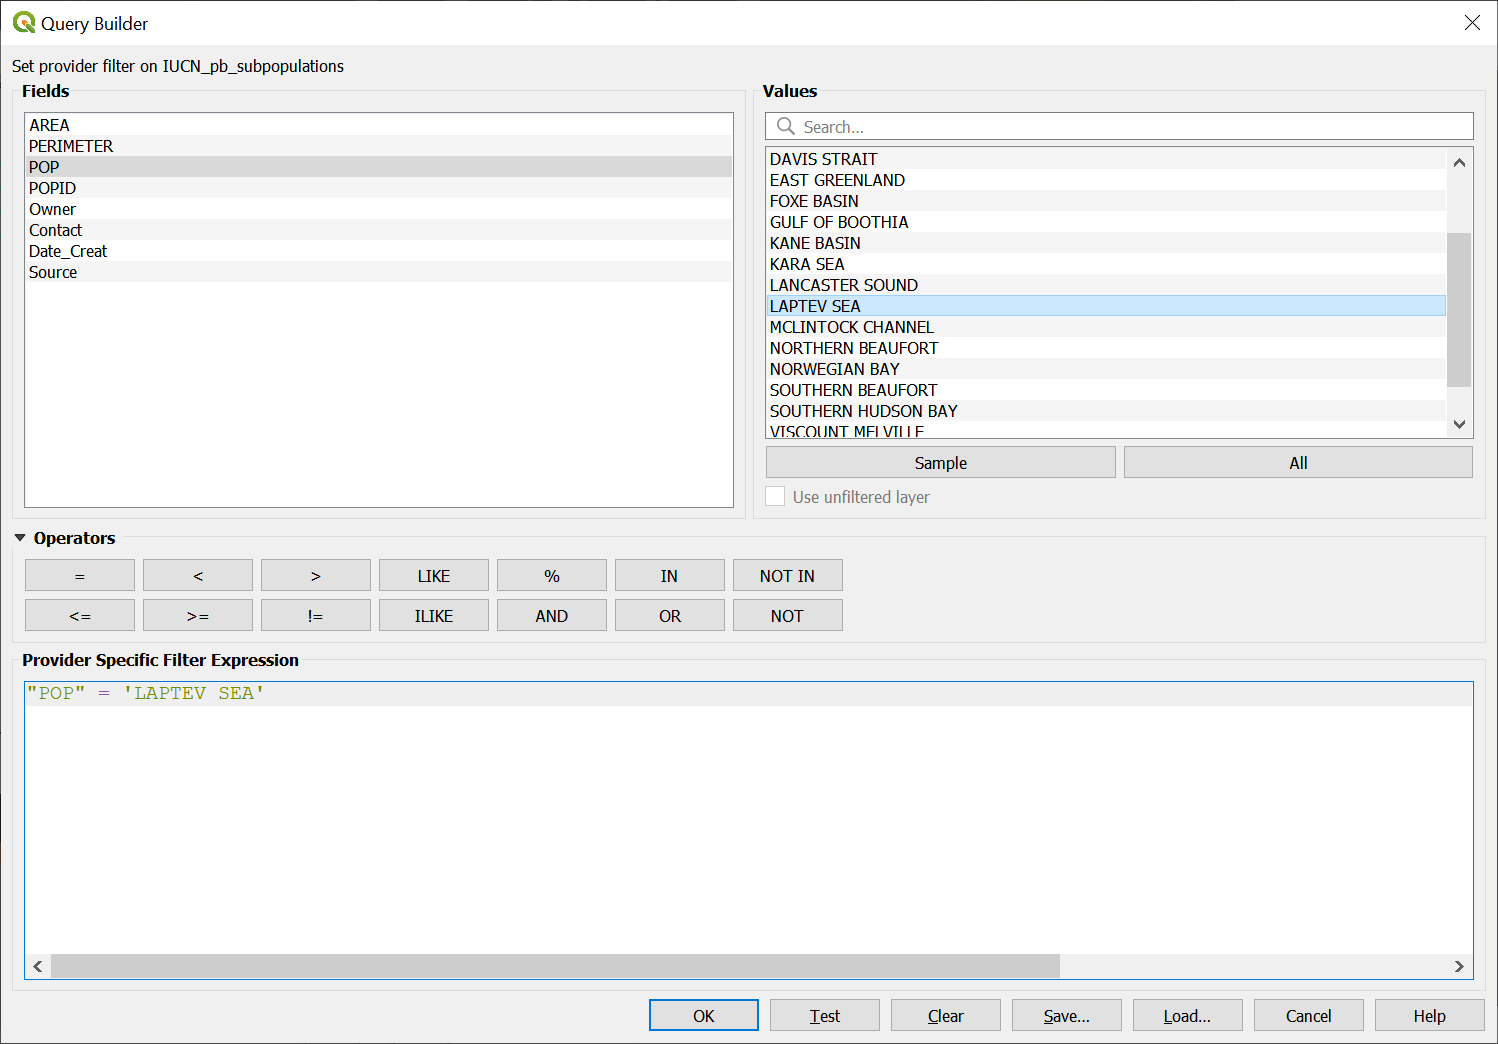 Query Builder
Set provider filter on IUCN_pb_subpopulations
Fields
AREA
PERIMETER
POP
POPID
Owner
Contact
Date_Creat
Source
Values
Search...
DAVIS STRAIT
EAST GREENLAND
FOXE BASIN
GULF OF BOOTHIA
KANE BASIN
KARA SEA
LANCASTER SOUND
LAPTEV SEA
MCLINTOCK CHANNEL
NORTHERN BEAUFORT
NORWEGIAN BAY
SOUTHERN BEAUFORT
SOUTHERN HUDSON BAY
VISCOUNT MELVILLE
Sample All
Use unfiltered layer
Operators
= < > LIKE % IN NOT IN
<= >= != ILIKE AND OR NOT
Provider Specific Filter Expression
"POP" = 'LAPTEV SEA'
OK Test Clear Save... Load... Cancel Help